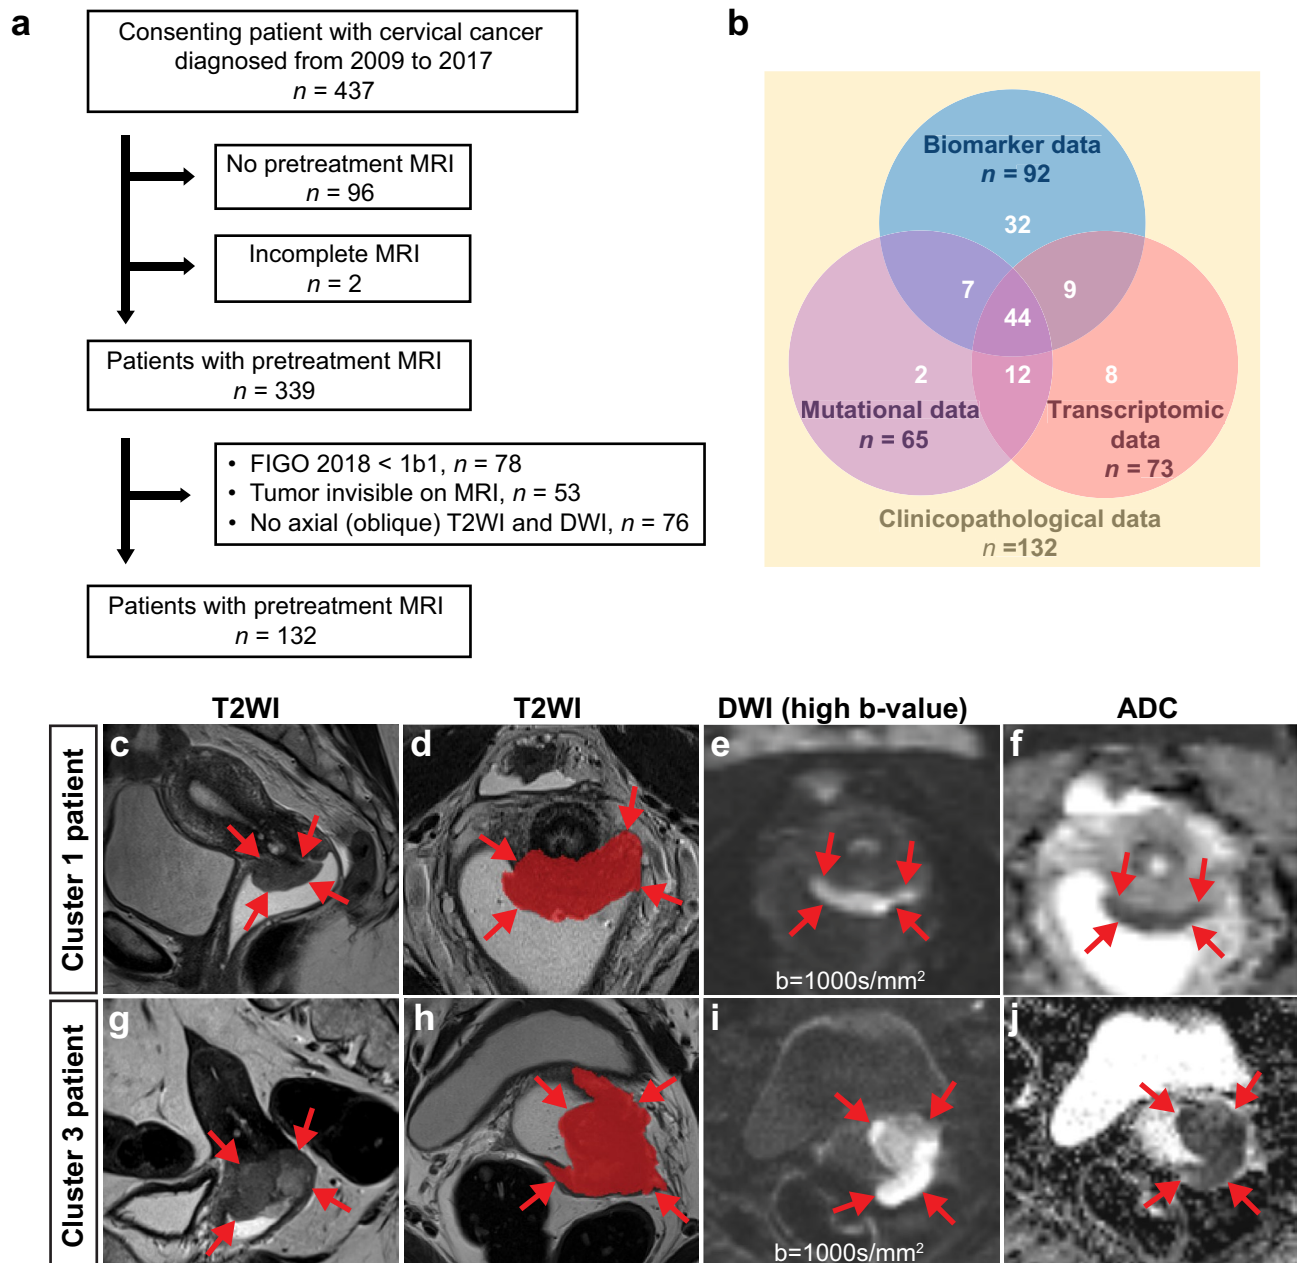 a
Consenting patient with cervical cancer
diagnosed from 2009 to 2017
n = 437
No pretreatment MRI
n = 96
Incomplete MRI
n = 2
Patients with pretreatment MRI
n = 339
• FIGO 2018 < 1b1, n = 78
• Tumor invisible on MRI, n = 53
• No axial (oblique) T2WI and DWI, n = 76
Patients with pretreatment MRI
n = 132
b
Biomarker data
n = 92
32
7
9
44
2
12
8
Mutational data
n = 65
Transcriptomic
data
n = 73
Clinicopathological data
n =132
T2WI
T2WI
DWI (high b-value)
ADC
Cluster 1 patient
c
d
e
b=1000s/mm²
f
Cluster 3 patient
g
h
i
b=1000s/mm²
j